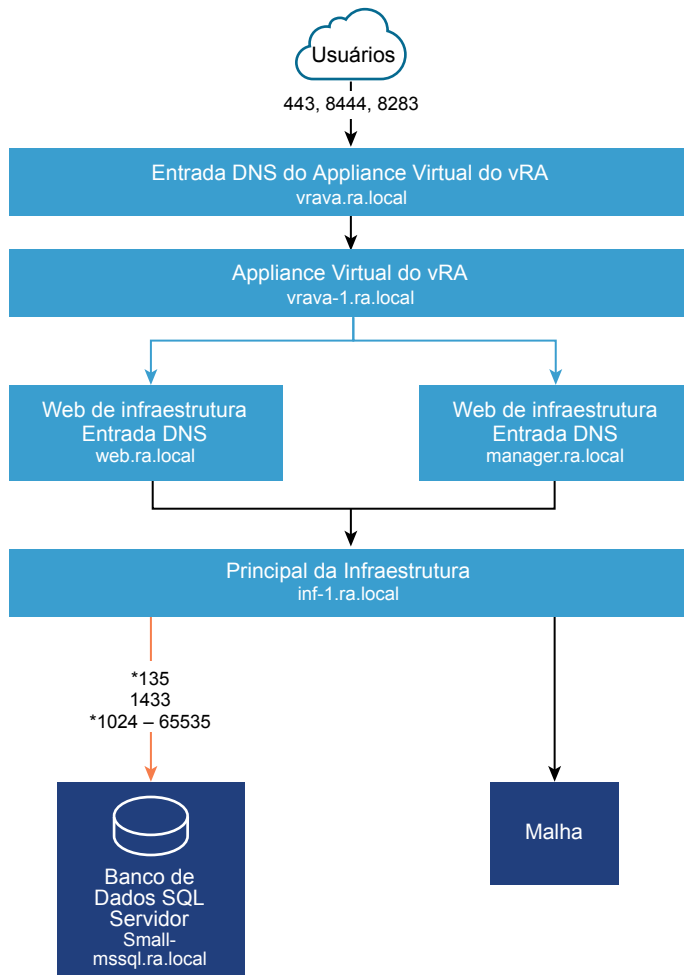 Usuários
443, 8444, 8283
Entrada DNS do Appliance Virtual do vRA
vrava.ra.local
Appliance Virtual do vRA
vrava-1.ra.local
Web de infraestrutura
Entrada DNS
web.ra.local
Web de infraestrutura
Entrada DNS
manager.ra.local
Principal da Infraestrutura
inf-1.ra.local
*135
1433
*1024 – 65535
Banco de
Dados SQL
Servidor
Small-
mssql.ra.local
Malha